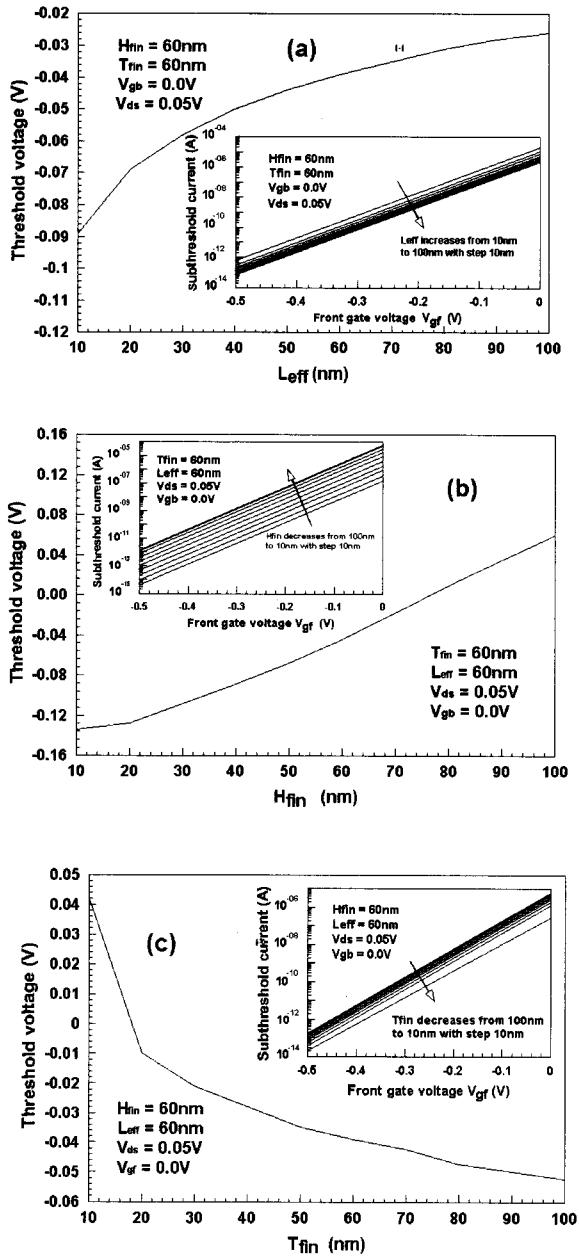 -0.02
-0.03
-0.04
-0.05
-0.06
-0.07
-0.08
-0.09
-0.1
-0.11
-0.12
Threshold voltage (V)
Hfin = 60nm
Tfin = 60nm
Vgb = 0.0V
Vds = 0.05V
(a)
(-)
10-04
10-06
10-08
10-10
10-12
10-14
Subthreshold current (A)
Hfin = 60nm
Tfin = 60nm
Vgb = 0.0V
Vds = 0.05V
Leff increases from 10nm
to 100nm with step 10nm
-0.5 -0.4 -0.3 -0.2 -0.1 0
Front gate voltage Vgf (V)
10 20 30 40 50 60 70 80 90 100
Leff (nm)
0.16
0.12
0.08
0.04
0.00
-0.04
-0.08
-0.12
-0.16
Threshold voltage (V)
10-05
10-07
10-09
10-11
10-13
10-15
Subthreshold current (A)
Tfin = 60nm
Leff = 60nm
Vds = 0.05V
Vgb = 0.0V
Hfin decreases from 100nm
to 10nm with step 10nm
-0.5 -0.4 -0.3 -0.2 -0.1 0
Front gate voltage Vgf (V)
(b)
Tfin = 60nm
Leff = 60nm
Vds = 0.05V
Vgb = 0.0V
10 20 30 40 50 60 70 80 90 100
Hfin (nm)
0.05
0.04
0.03
0.02
0.01
0
-0.01
-0.02
-0.03
-0.04
-0.05
-0.06
Threshold voltage (V)
(c)
10-06
10-08
10-10
10-12
10-14
Subthreshold current (A)
Hfin = 60nm
Leff = 60nm
Vds = 0.05V
Vgb = 0.0V
Tfin decreases from 100nm
to 10nm with step 10nm
-0.6 -0.5 -0.4 -0.3 -0.2 -0.1 0
Front gate voltage Vgf (V)
Hfin = 60nm
Leff = 60nm
Vds = 0.05V
Vgf = 0.0V
10 20 30 40 50 60 70 80 90 100
Tfin (nm)